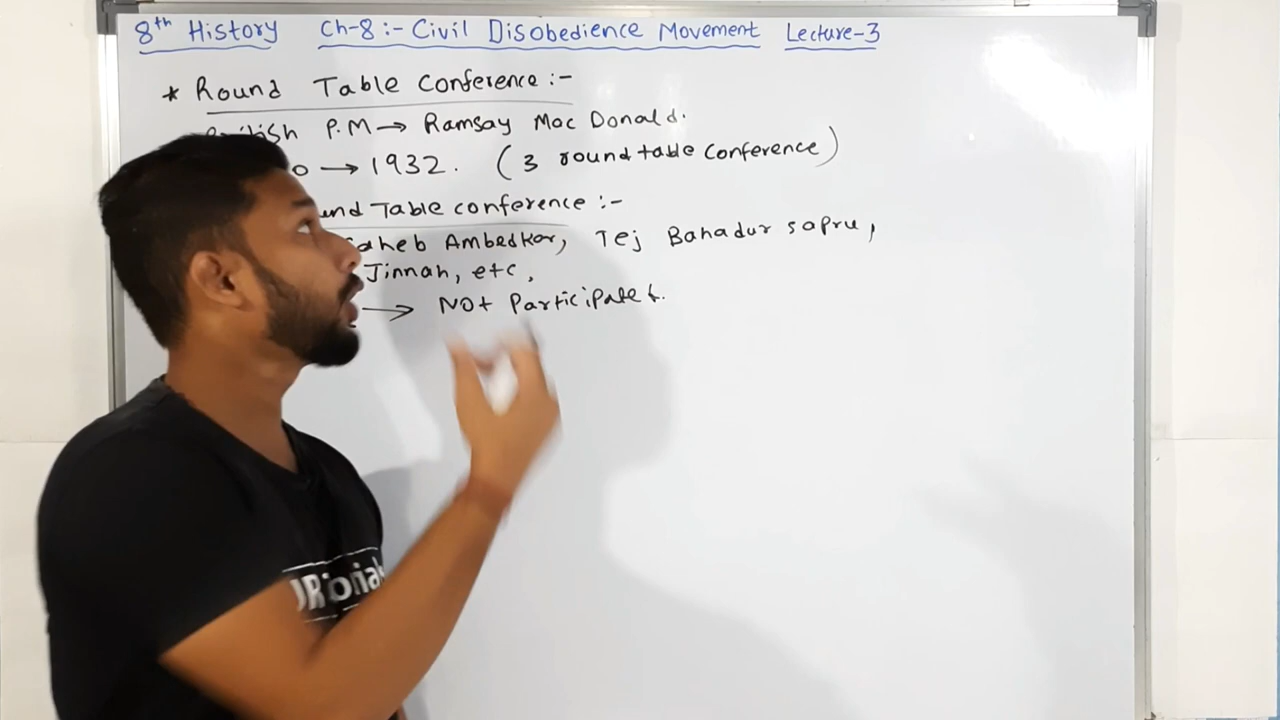 8th History Ch-8:- Civil Disobedience Movement Lecture-3
* Round Table Conference :-
P.M → Ramsay Mac Donald.
→ 1932. (3 round table conference)
Table conference :-
Ambedkar, Tej Bahadur sapru,
Jinnah, etc,
→ Not Participated.